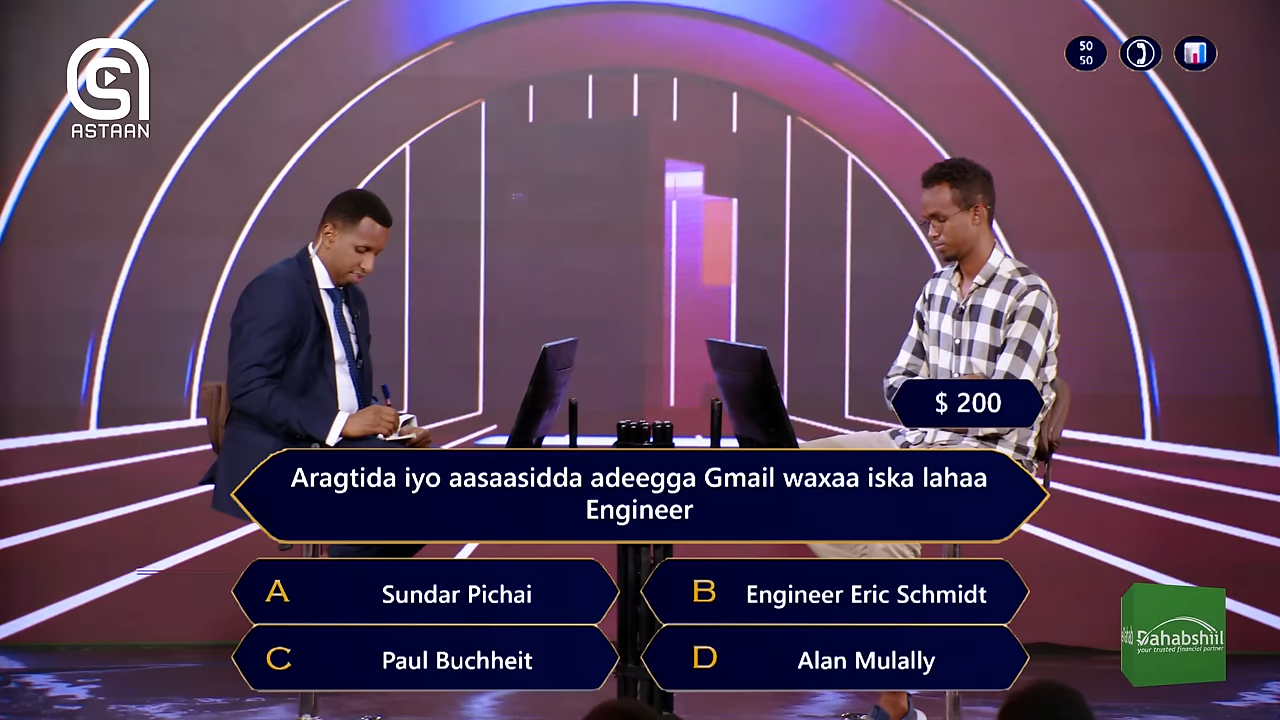 ASTAAN
50
50
$ 200
Aragtida iyo aasaasidda adeegga Gmail waxaa iska lahaa
Engineer
A Sundar Pichai
B Engineer Eric Schmidt
C Paul Buchheit
D Alan Mulally
Dahabshiil
your trusted financial partner